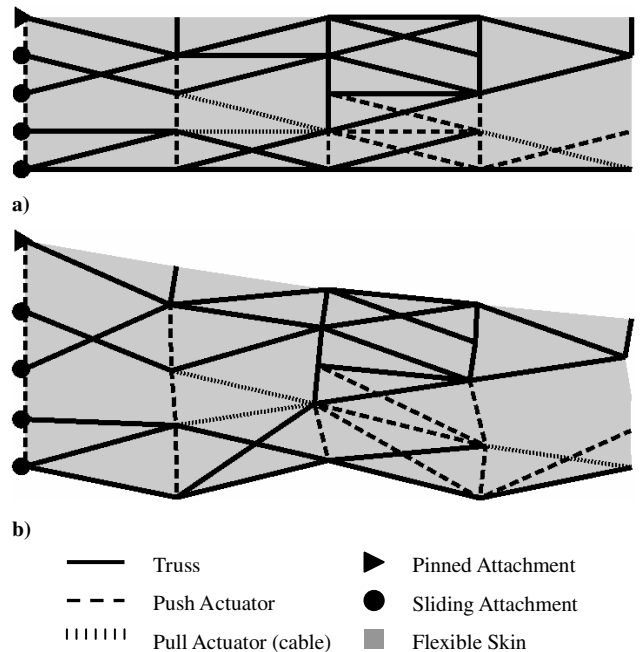 a)
b)
Truss
Pinned Attachment
Push Actuator
Sliding Attachment
Pull Actuator (cable)
Flexible Skin